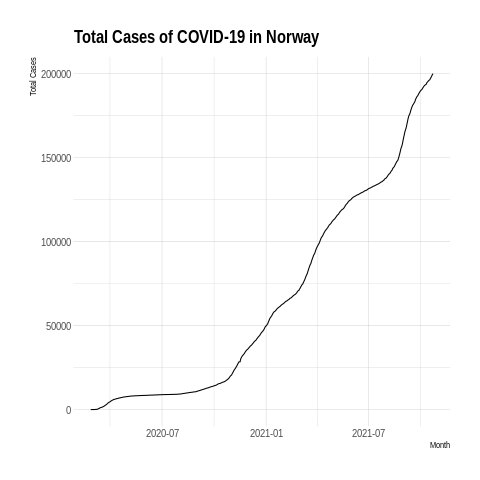 Total Cases of COVID-19 in Norway
Total Cases
200000
150000
100000
50000
0
2020-07 2021-01 2021-07
Month